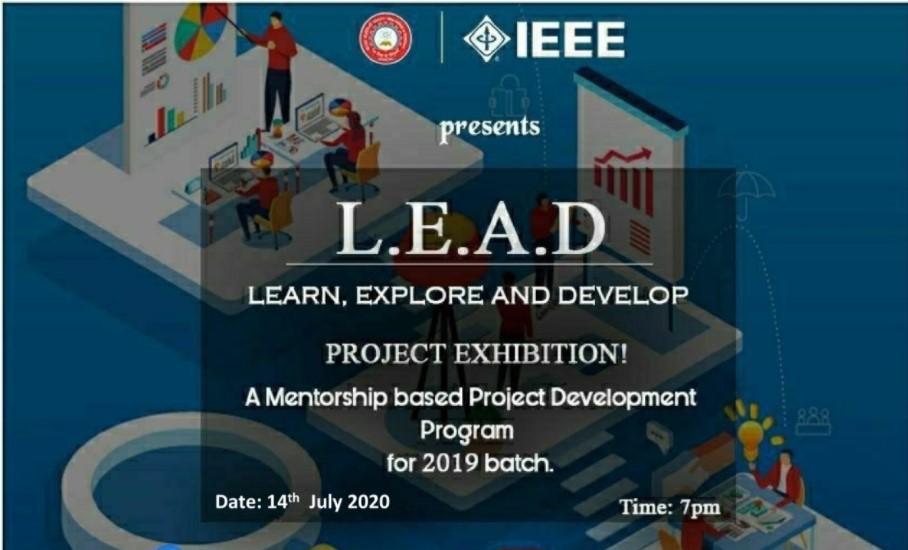 IEEE
presents
L.E.A.D
LEARN, EXPLORE AND DEVELOP
PROJECT EXHIBITION!
A Mentorship based Project Development
Program
for 2019 batch.
Date: 14th July 2020
Time: 7pm